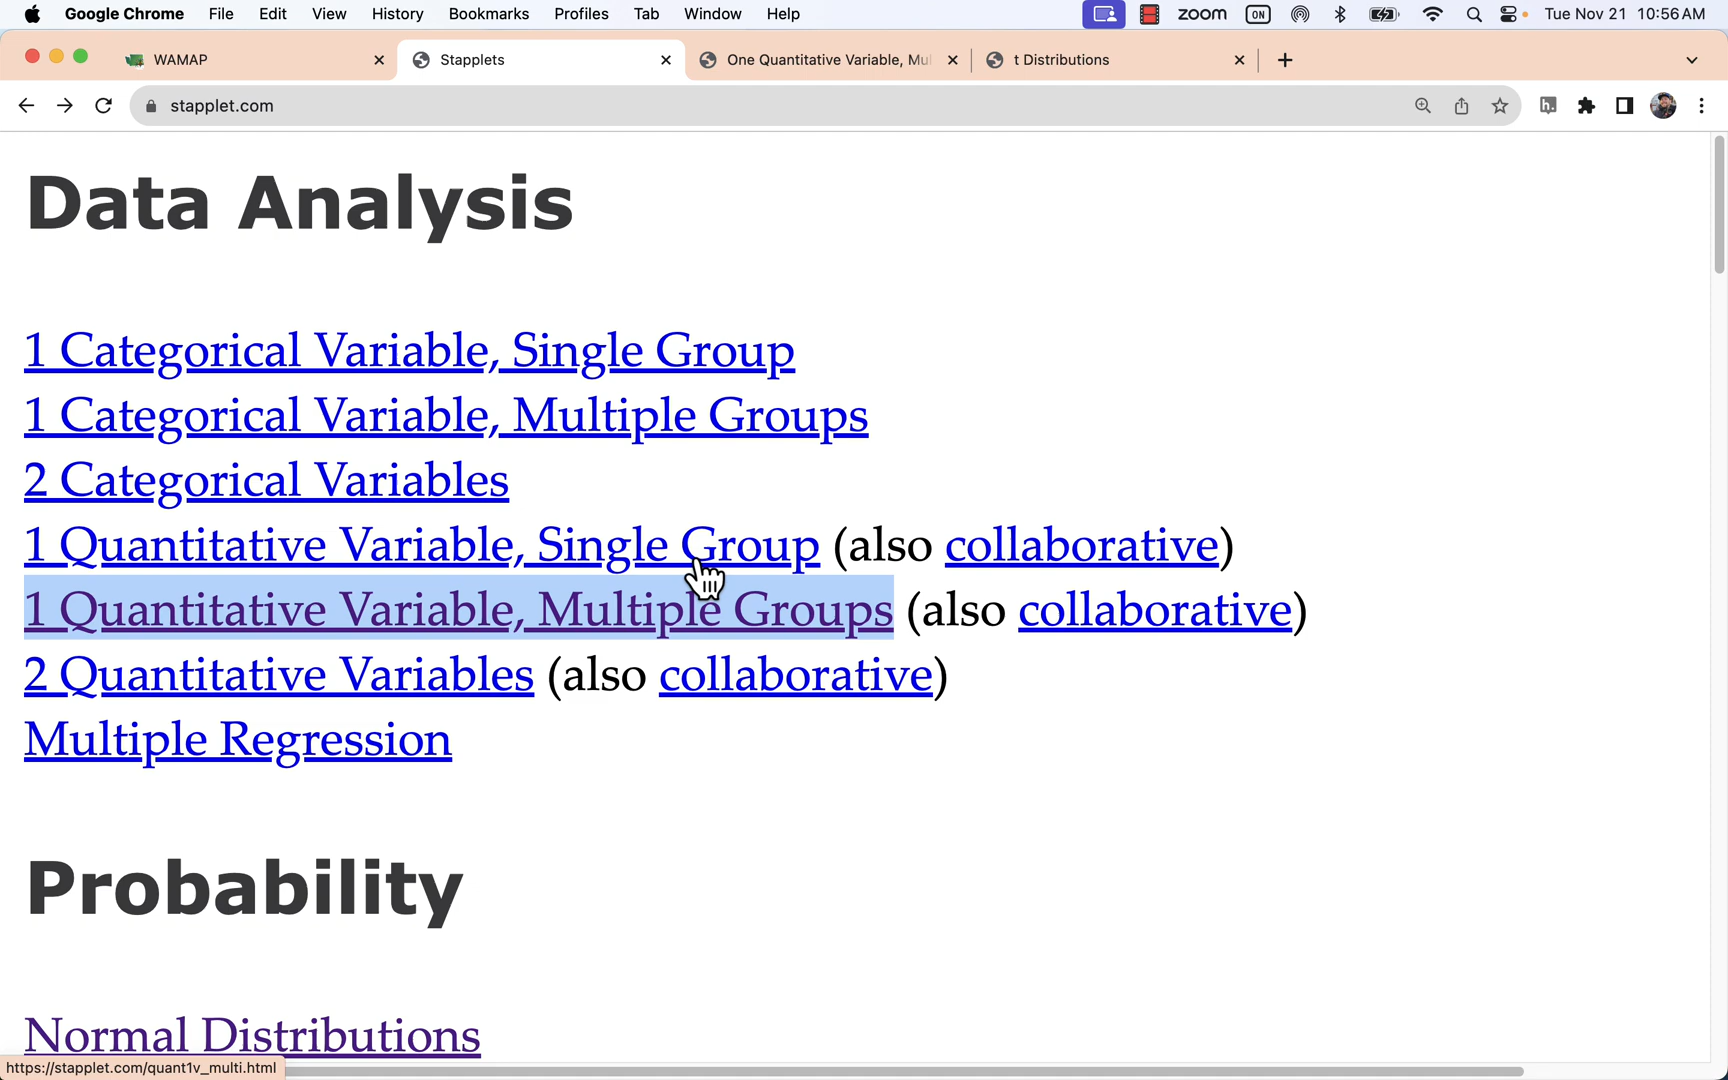 Google Chrome File Edit View History Bookmarks Profiles Tab Window Help zoom ON Tue Nov 21 10:56 AM
WAMAP Stapplets One Quantitative Variable, Mul t Distributions
stapplet.com h.
Data Analysis
1 Categorical Variable, Single Group
1 Categorical Variable, Multiple Groups
2 Categorical Variables
1 Quantitative Variable, Single Group (also collaborative)
1 Quantitative Variable, Multiple Groups (also collaborative)
2 Quantitative Variables (also collaborative)
Multiple Regression
Probability
Normal Distributions
https://stapplet.com/quant1v_multi.html